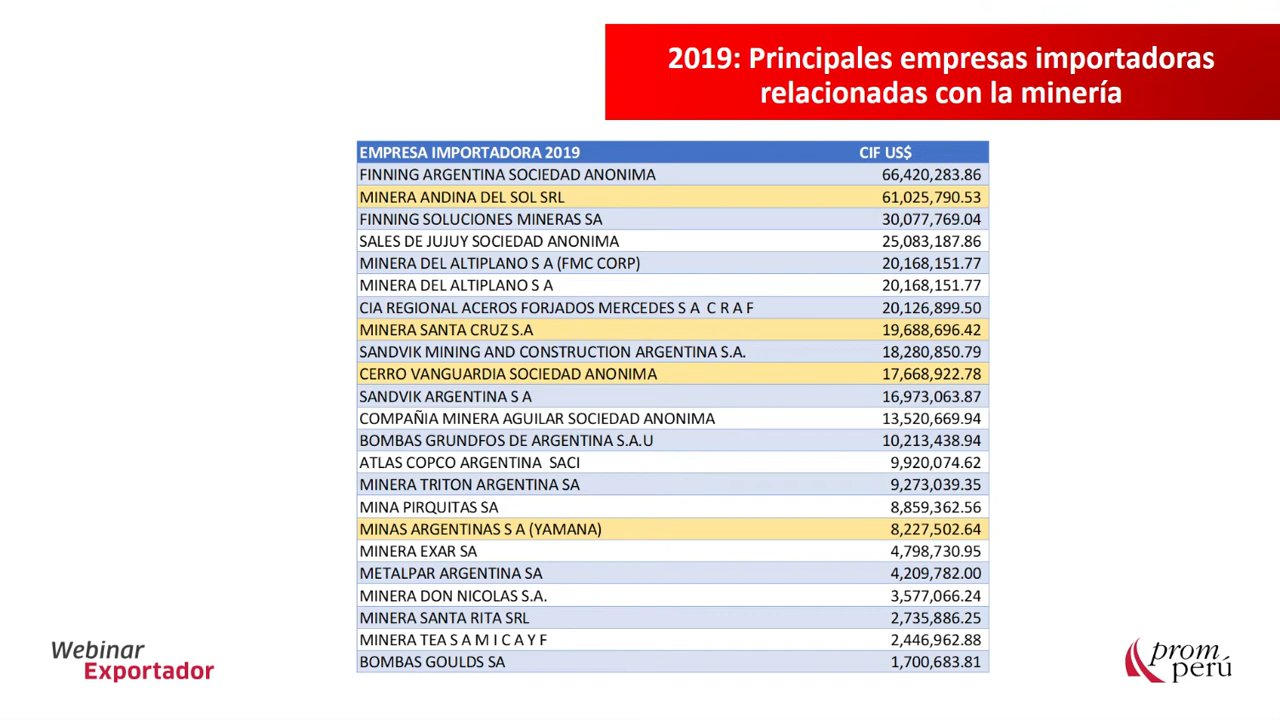 2019: Principales empresas importadoras
relacionadas con la minería
EMPRESA IMPORTADORA 2019 CIF US$
FINNING ARGENTINA SOCIEDAD ANONIMA 66,420,283.86
MINERA ANDINA DEL SOL SRL 61,025,790.53
FINNING SOLUCIONES MINERAS SA 30,077,769.04
SALES DE JUJUY SOCIEDAD ANONIMA 25,083,187.86
MINERA DEL ALTIPLANO S A (FMC CORP) 20,168,151.77
MINERA DEL ALTIPLANO S A 20,168,151.77
CIA REGIONAL ACEROS FORJADOS MERCEDES S A C R A F 20,126,899.50
MINERA SANTA CRUZ S.A 19,688,696.42
SANDVIK MINING AND CONSTRUCTION ARGENTINA S.A. 18,280,850.79
CERRO VANGUARDIA SOCIEDAD ANONIMA 17,668,922.78
SANDVIK ARGENTINA S A 16,973,063.87
COMPAÑIA MINERA AGUILAR SOCIEDAD ANONIMA 13,520,669.94
BOMBAS GRUNDFOS DE ARGENTINA S.A.U 10,213,438.94
ATLAS COPCO ARGENTINA SACI 9,920,074.62
MINERA TRITON ARGENTINA SA 9,273,039.35
MINA PIRQUITAS SA 8,859,362.56
MINAS ARGENTINAS S A (YAMANA) 8,227,502.64
MINERA EXAR SA 4,798,730.95
METALPAR ARGENTINA SA 4,209,782.00
MINERA DON NICOLAS S.A. 3,577,066.24
MINERA SANTA RITA SRL 2,735,886.25
MINERA TEA S A M I C A Y F 2,446,962.88
BOMBAS GOULDS SA 1,700,683.81
Webinar
Exportador
prom
perú